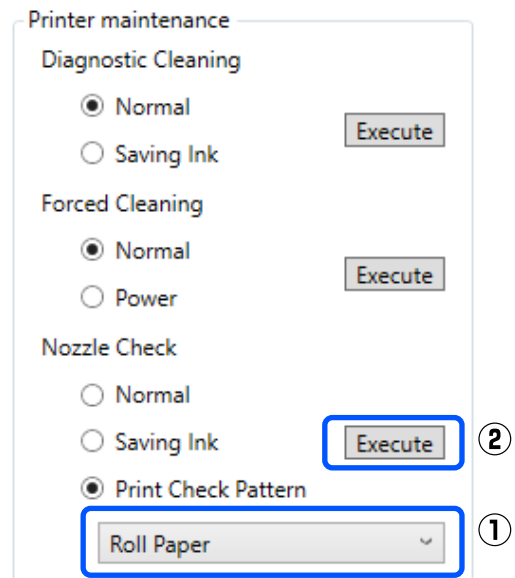 Printer maintenance
Diagnostic Cleaning
Normal
Execute
Saving Ink
Forced Cleaning
Normal
Execute
Power
Nozzle Check
Normal
Saving Ink
Execute
②
Print Check Pattern
Roll Paper
①